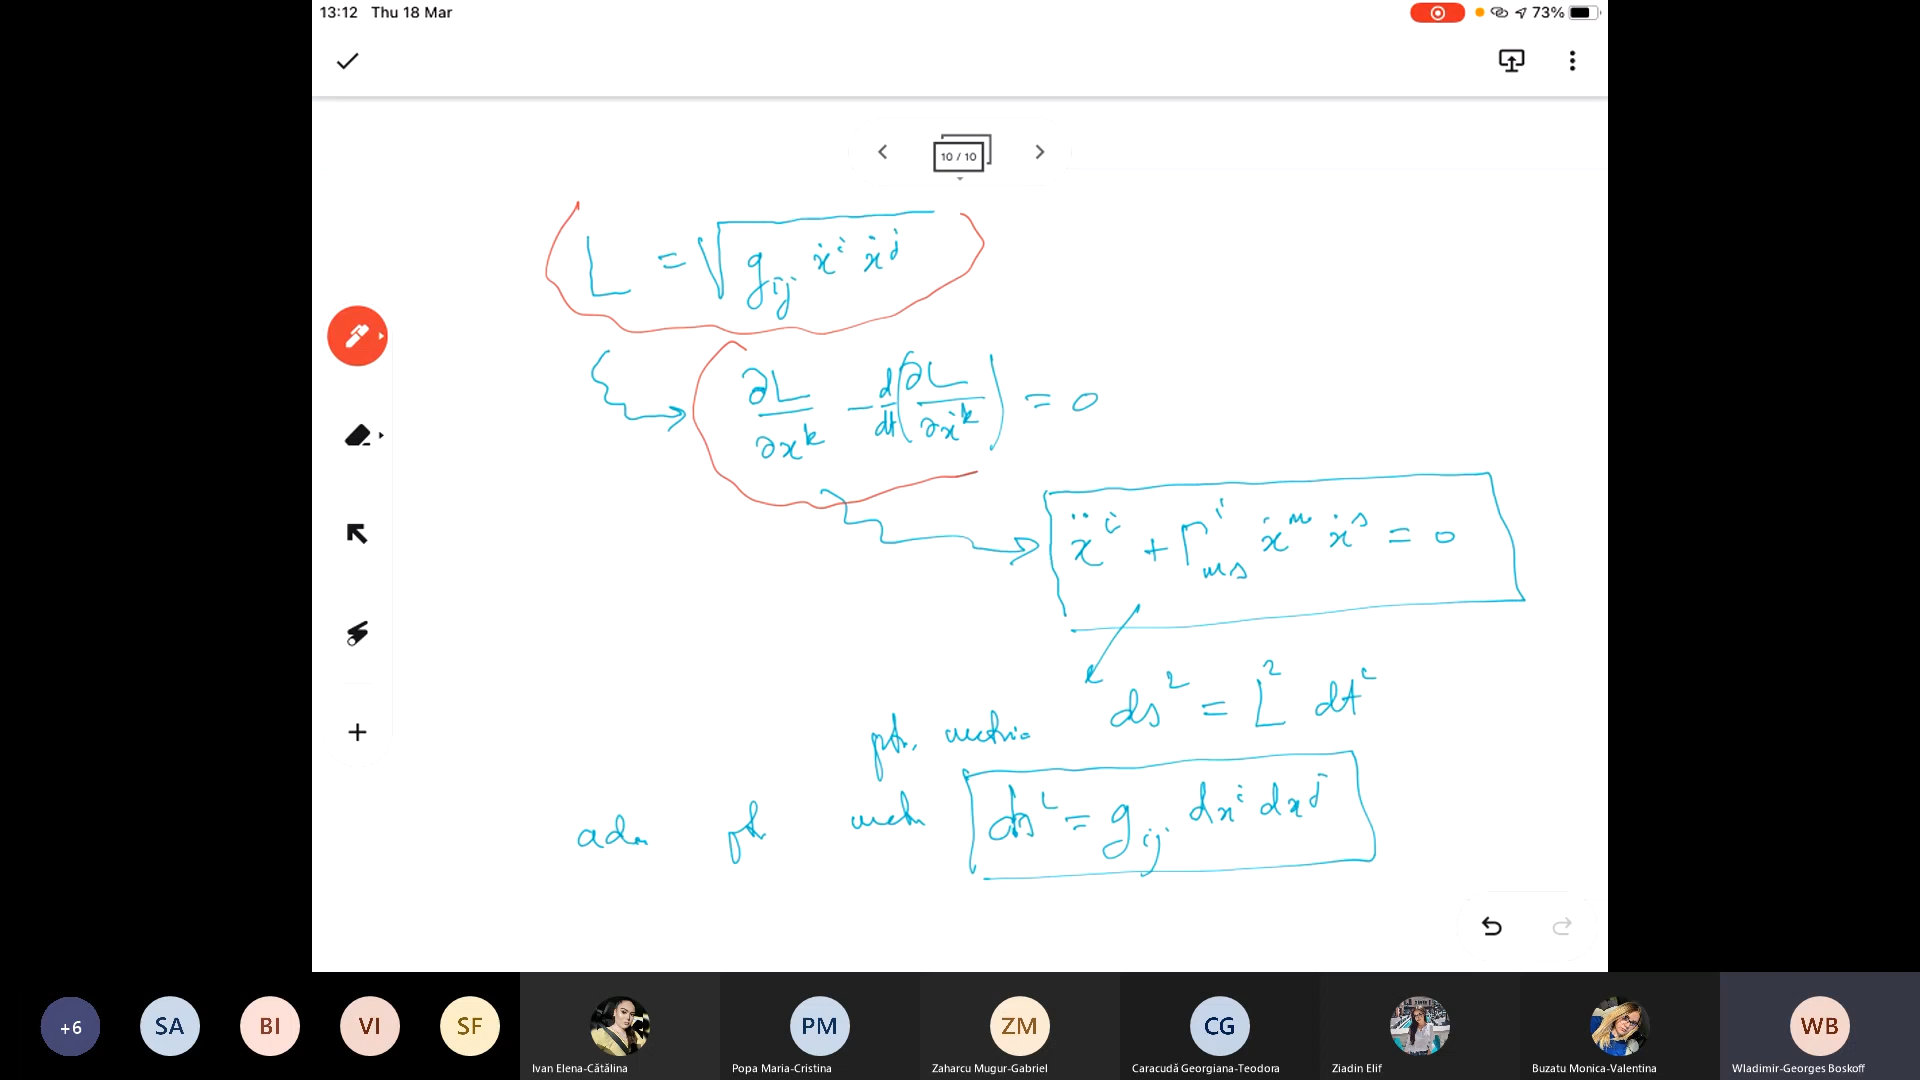 13:12 Thu 18 Mar 73%
10 / 10
L = √(g_ij ẋ^i ẋ^j)
∂L/∂x^k − d/dt(∂L/∂ẋ^k) = 0
ẍ^i + Γ^i_ms ẋ^m ẋ^s = 0
ds² = L² dt²
ptr. metrica
ds² = g_ij dx^i dx^j
+6 SA BI VI SF PM ZM CG WB
Ivan Elena-Cătălina Popa Maria-Cristina Zaharcu Mugur-Gabriel Caracudă Georgiana-Teodora Ziadin Elif Buzatu Monica-Valentina Wladimir-Georges Boskoff